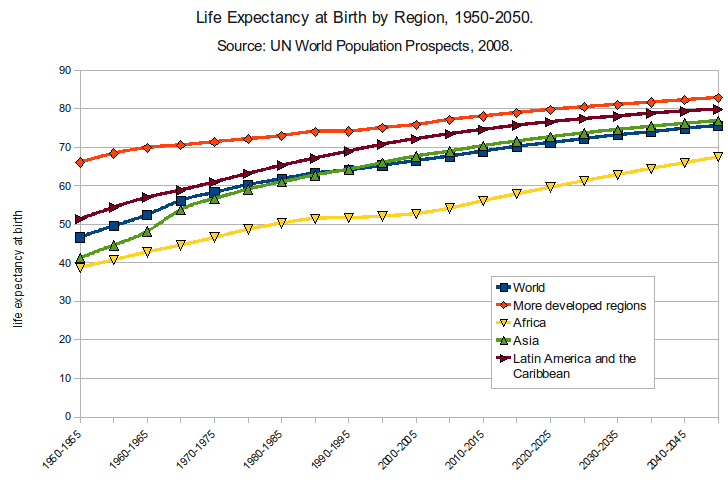 Life Expectancy at Birth by Region, 1950-2050.
Source: UN World Population Prospects, 2008.
90
80
70
60
50
40
30
20
10
0
life expectancy at birth
World
More developed regions
Africa
Asia
Latin America and the
Caribbean
1950-1955
1960-1965
1970-1975
1980-1985
1990-1995
2000-2005
2010-2015
2020-2025
2030-2035
2040-2045